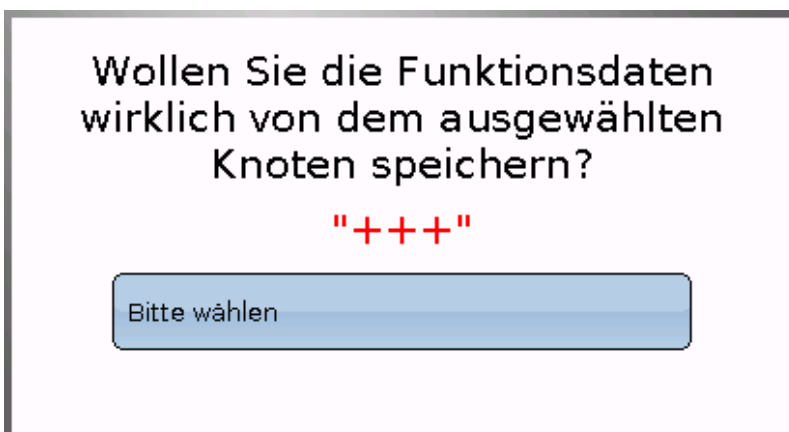 Wollen Sie die Funktionsdaten
wirklich von dem ausgewählten
Knoten speichern?
"+++"
Bitte wählen